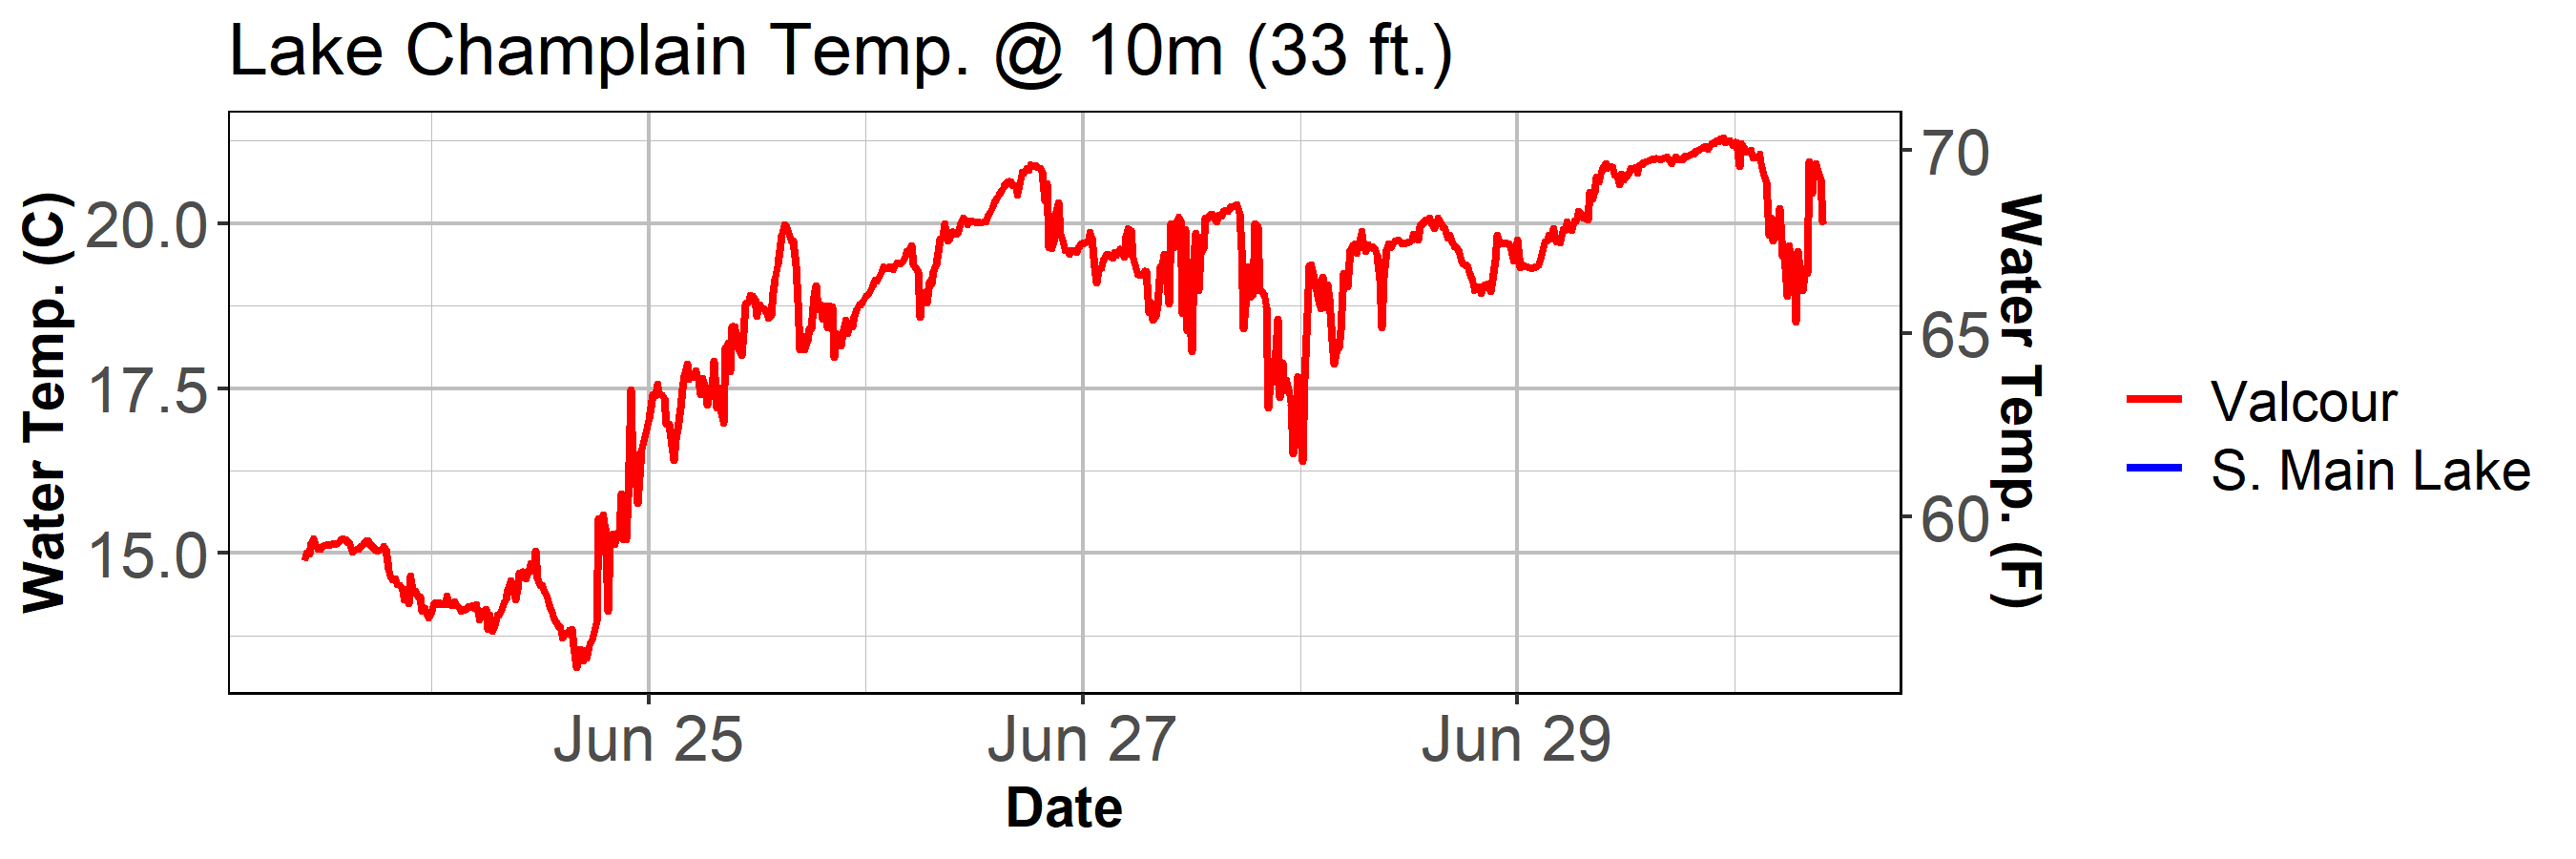 Lake Champlain Temp. @ 10m (33 ft.)
Water Temp. (C)
20.0
17.5
15.0
70
65
60
Water Temp. (F)
Jun 25
Jun 27
Jun 29
Date
Valcour
S. Main Lake